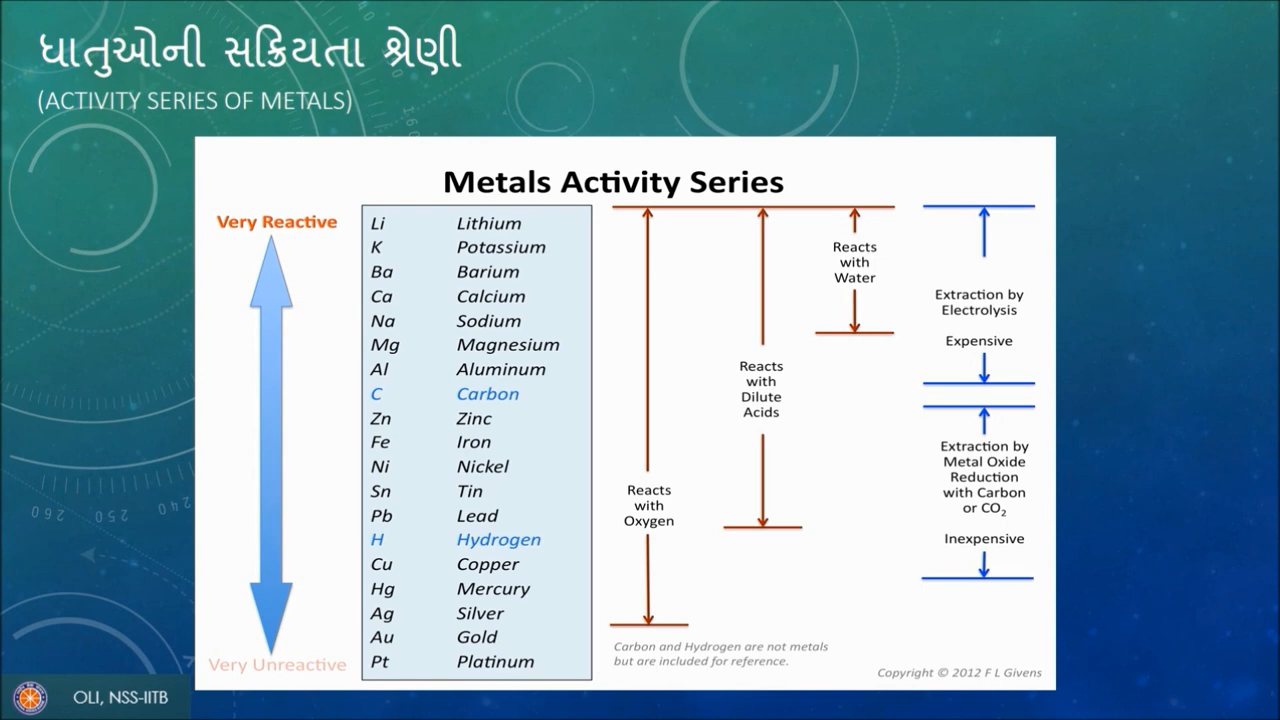 ધાતુઓની સક્રિયતા શ્રેણી
(ACTIVITY SERIES OF METALS)
Metals Activity Series
Very Reactive
Very Unreactive
Li Lithium
K Potassium
Ba Barium
Ca Calcium
Na Sodium
Mg Magnesium
Al Aluminum
C Carbon
Zn Zinc
Fe Iron
Ni Nickel
Sn Tin
Pb Lead
H Hydrogen
Cu Copper
Hg Mercury
Ag Silver
Au Gold
Pt Platinum
Reacts
with
Oxygen
Reacts
with
Dilute
Acids
Reacts
with
Water
Extraction by
Electrolysis
Expensive
Extraction by
Metal Oxide
Reduction
with Carbon
or CO₂
Inexpensive
Carbon and Hydrogen are not metals
but are included for reference.
Copyright © 2012 F L Givens
OLI, NSS-IITB
260 250 240
160